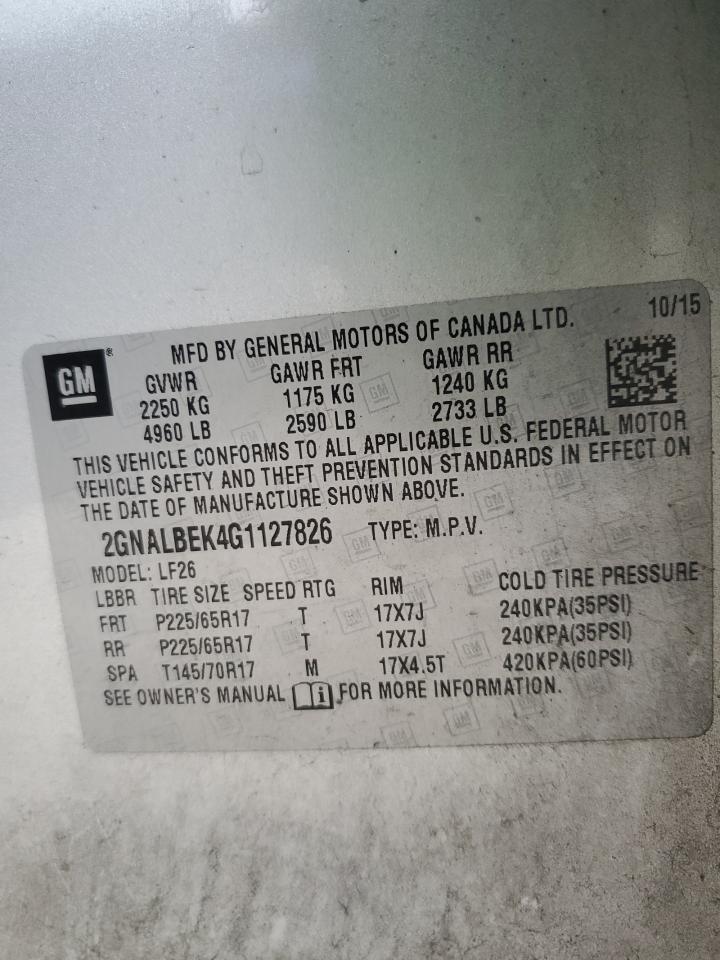 10/15
GM®
MFD BY GENERAL MOTORS OF CANADA LTD.
GVWR GAWR FRT GAWR RR
2250 KG 1175 KG 1240 KG
4960 LB 2590 LB 2733 LB
THIS VEHICLE CONFORMS TO ALL APPLICABLE U.S. FEDERAL MOTOR
VEHICLE SAFETY AND THEFT PREVENTION STANDARDS IN EFFECT ON
THE DATE OF MANUFACTURE SHOWN ABOVE.
2GNALBEK4G1127826 TYPE: M.P.V.
MODEL: LF26
LBBR TIRE SIZE SPEED RTG RIM COLD TIRE PRESSURE
FRT P225/65R17 T 17X7J 240KPA(35PSI)
RR P225/65R17 T 17X7J 240KPA(35PSI)
SPA T145/70R17 M 17X4.5T 420KPA(60PSI)
SEE OWNER'S MANUAL i FOR MORE INFORMATION.